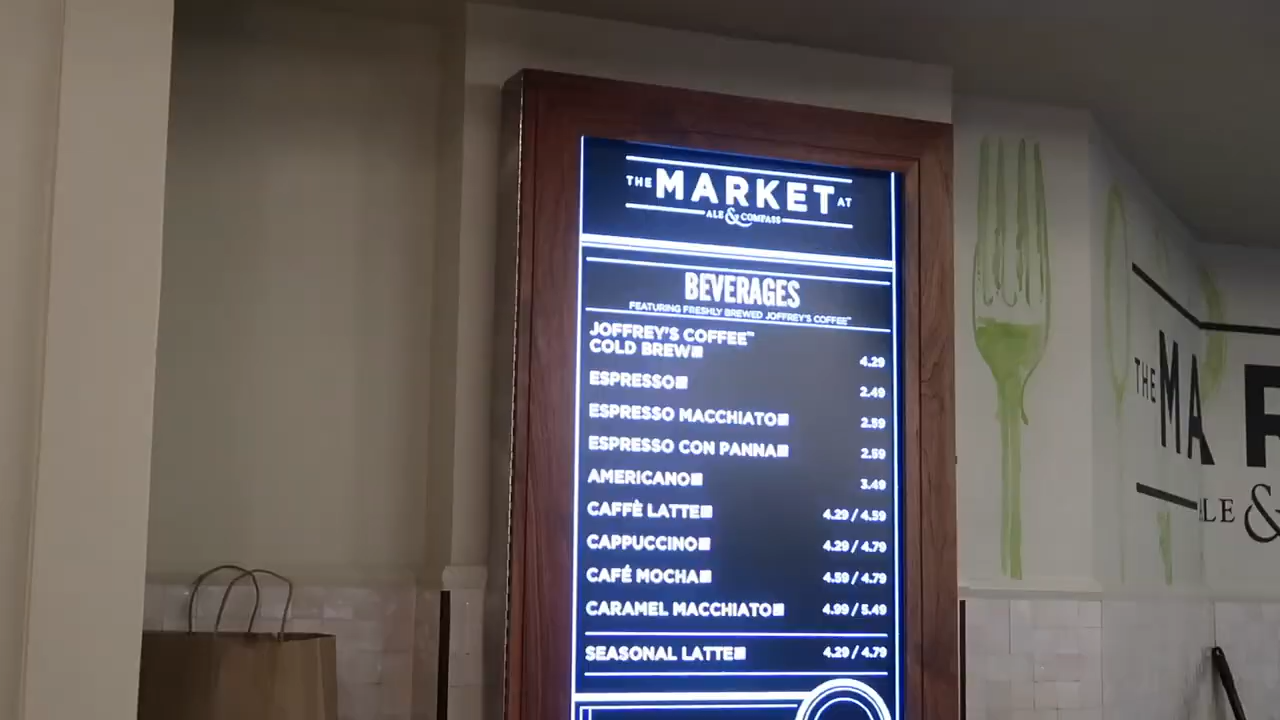 THE MARKET AT
ALE & COMPASS
BEVERAGES
FEATURING FRESHLY BREWED JOFFREY'S COFFEE™
JOFFREY'S COFFEE™
COLD BREW 4.29
ESPRESSO 2.49
ESPRESSO MACCHIATO 2.59
ESPRESSO CON PANNA 2.59
AMERICANO 3.49
CAFFÈ LATTE 4.29 / 4.59
CAPPUCCINO 4.29 / 4.79
CAFÉ MOCHA 4.59 / 4.79
CARAMEL MACCHIATO 4.99 / 5.49
SEASONAL LATTE 4.29 / 4.79
THE MAR
ALE &